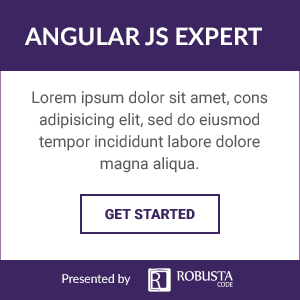 ANGULAR JS EXPERT
Lorem ipsum dolor sit amet, cons
adipisicing elit, sed do eiusmod
tempor incididunt labore dolore
magna aliqua.
GET STARTED
Presented by R ROBUSTA
CODE